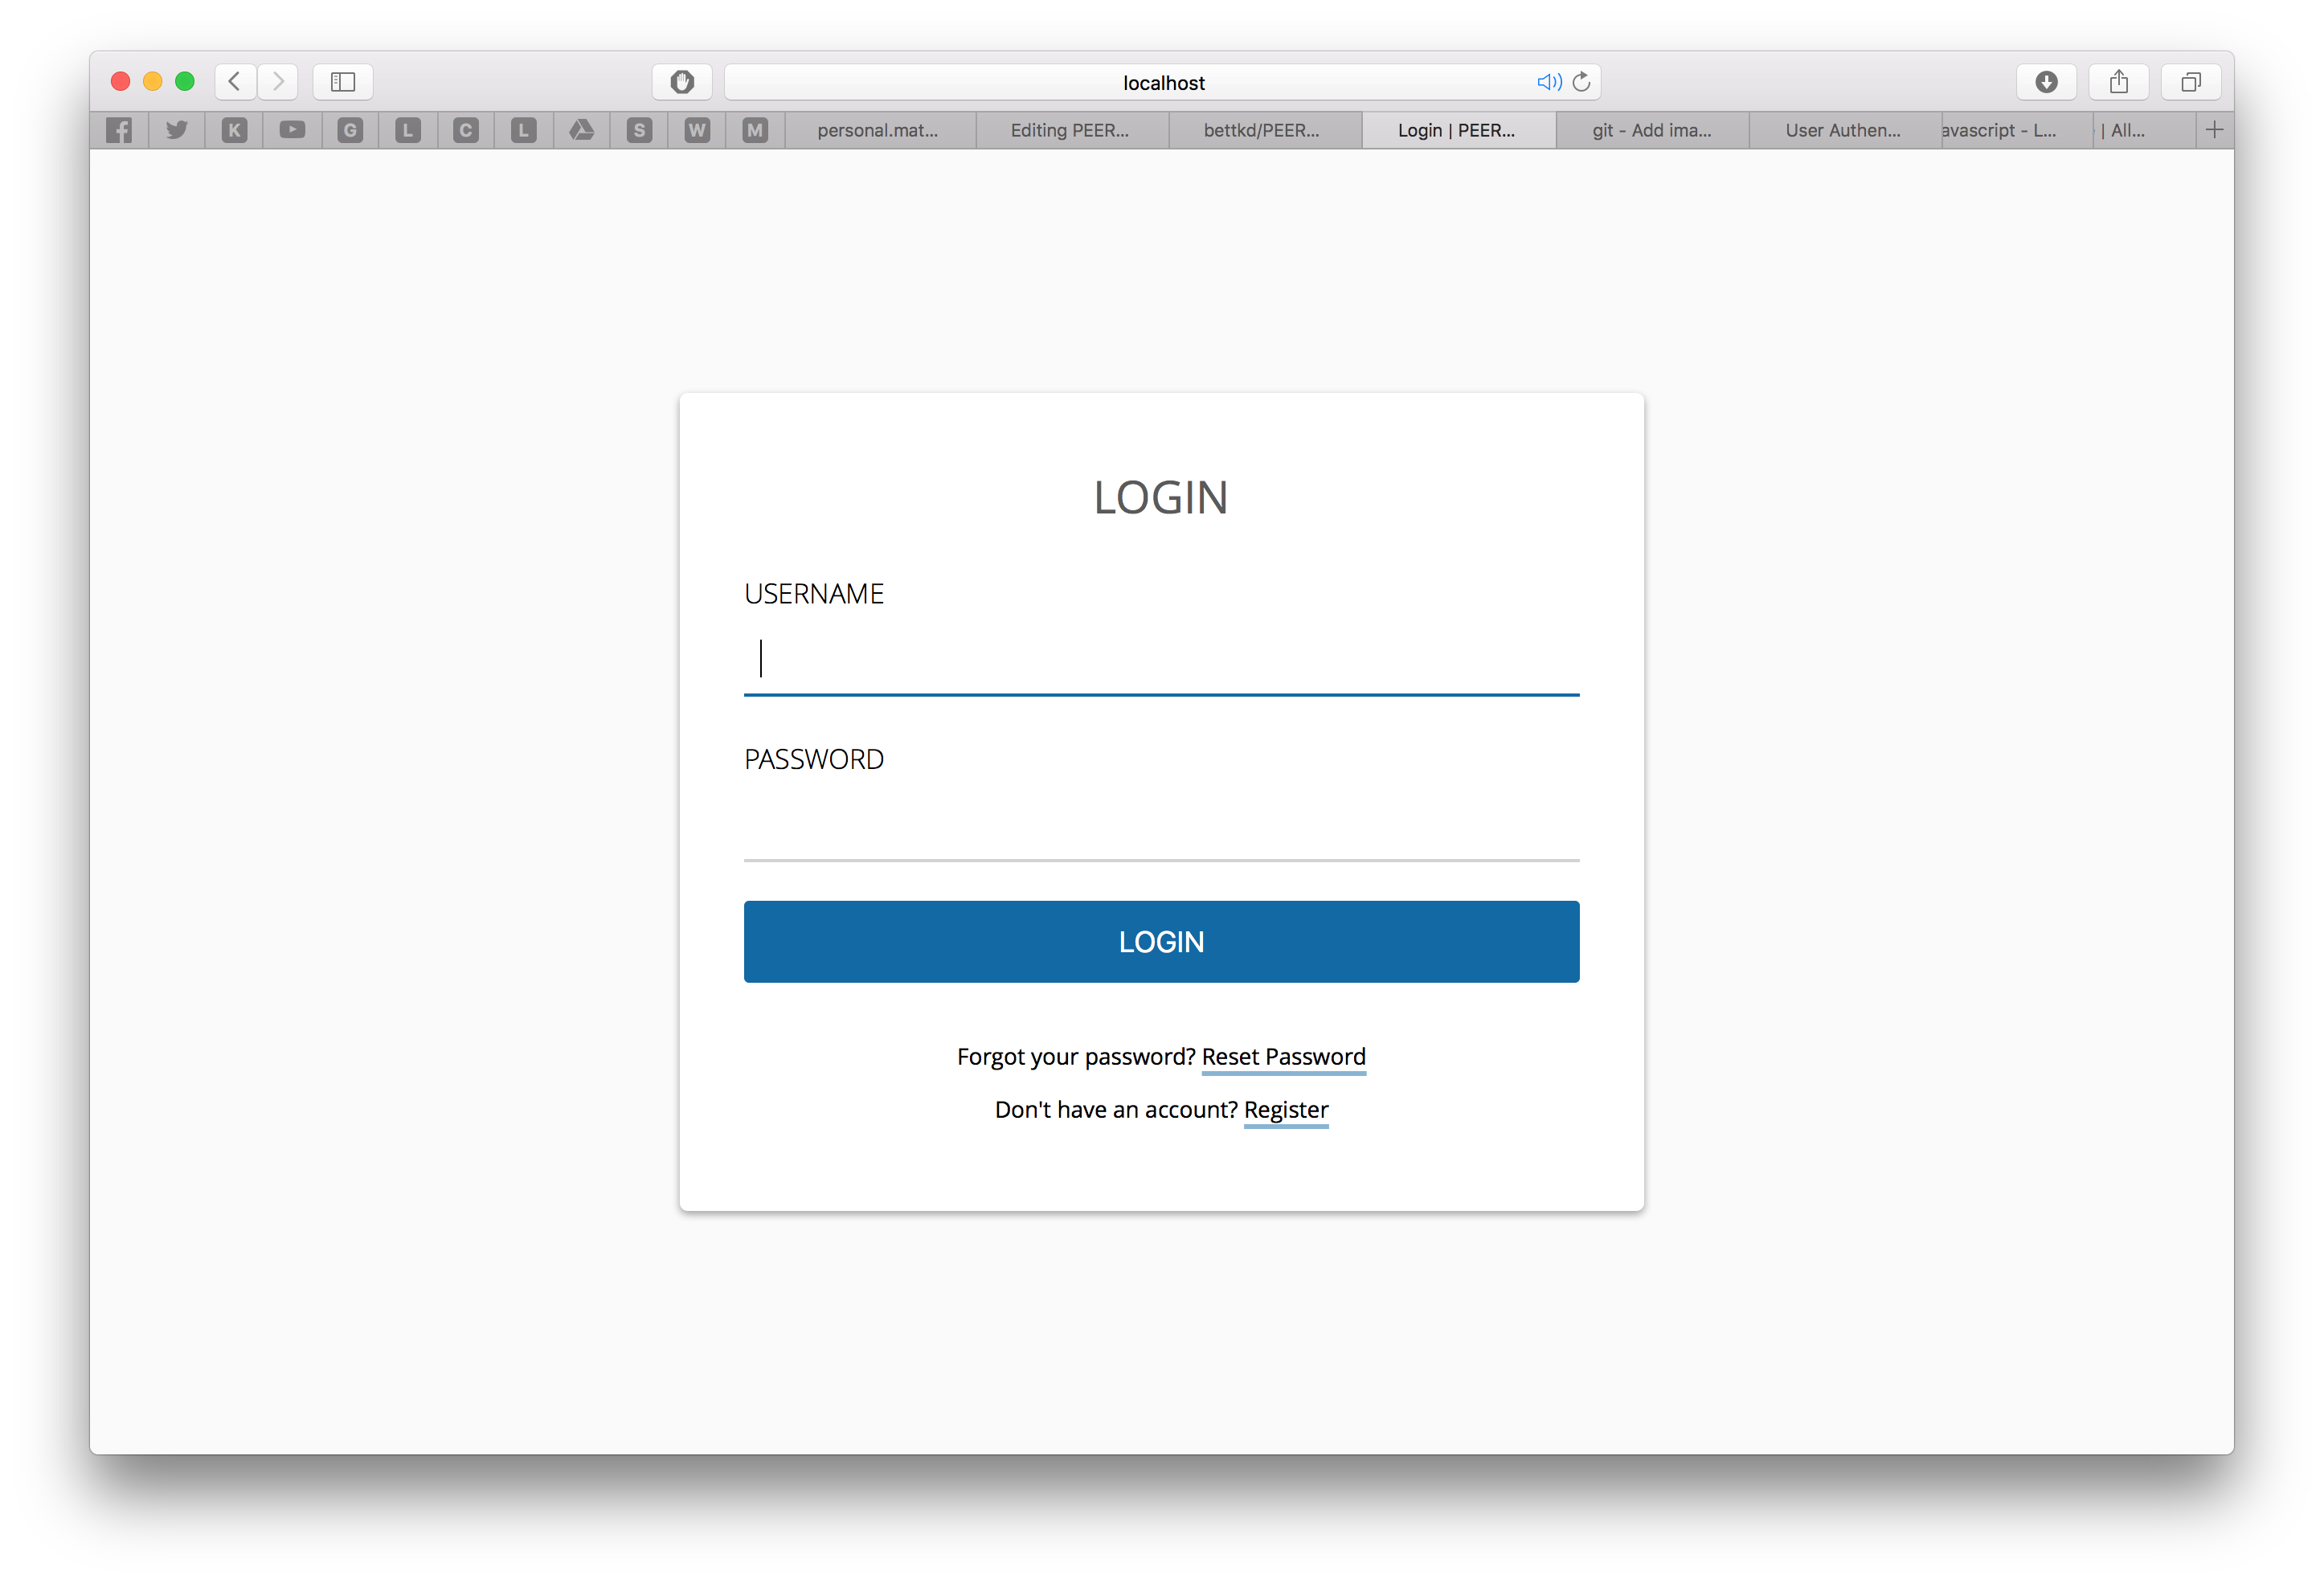 localhost
K G L C L S W M personal.mat... Editing PEER... bettkd/PEER... Login | PEER... git - Add ima... User Authen... avascript - L... | All...
LOGIN
USERNAME
PASSWORD
LOGIN
Forgot your password? Reset Password
Don't have an account? Register